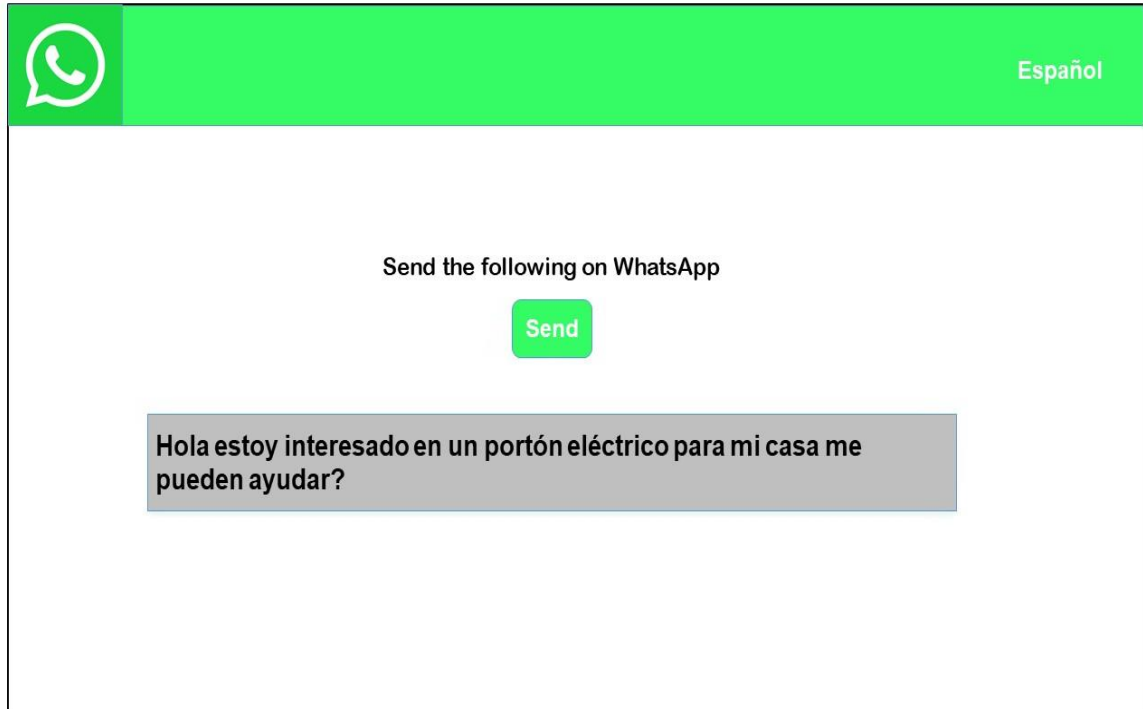 Español
Send the following on WhatsApp
Send
Hola estoy interesado en un portón eléctrico para mi casa me
pueden ayudar?